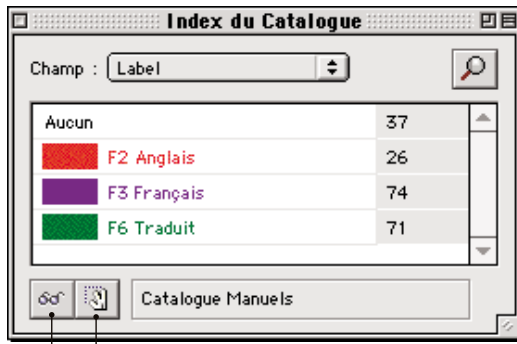 Index du Catalogue
Champ : Label
Aucun 37
F2 Anglais 26
F3 Français 74
F6 Traduit 71
Catalogue Manuels